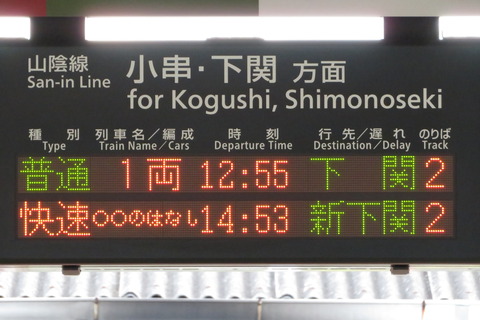 山陰線 小串・下関 方面
San-in Line for Kogushi, Shimonoseki
種別 列車名／編成 時刻 行先／遅れ のりば
Type Train Name／Cars Departure Time Destination／Delay Track
普通 1両 12:55 下関 2
快速 ○○のはなし 14:53 新下関 2